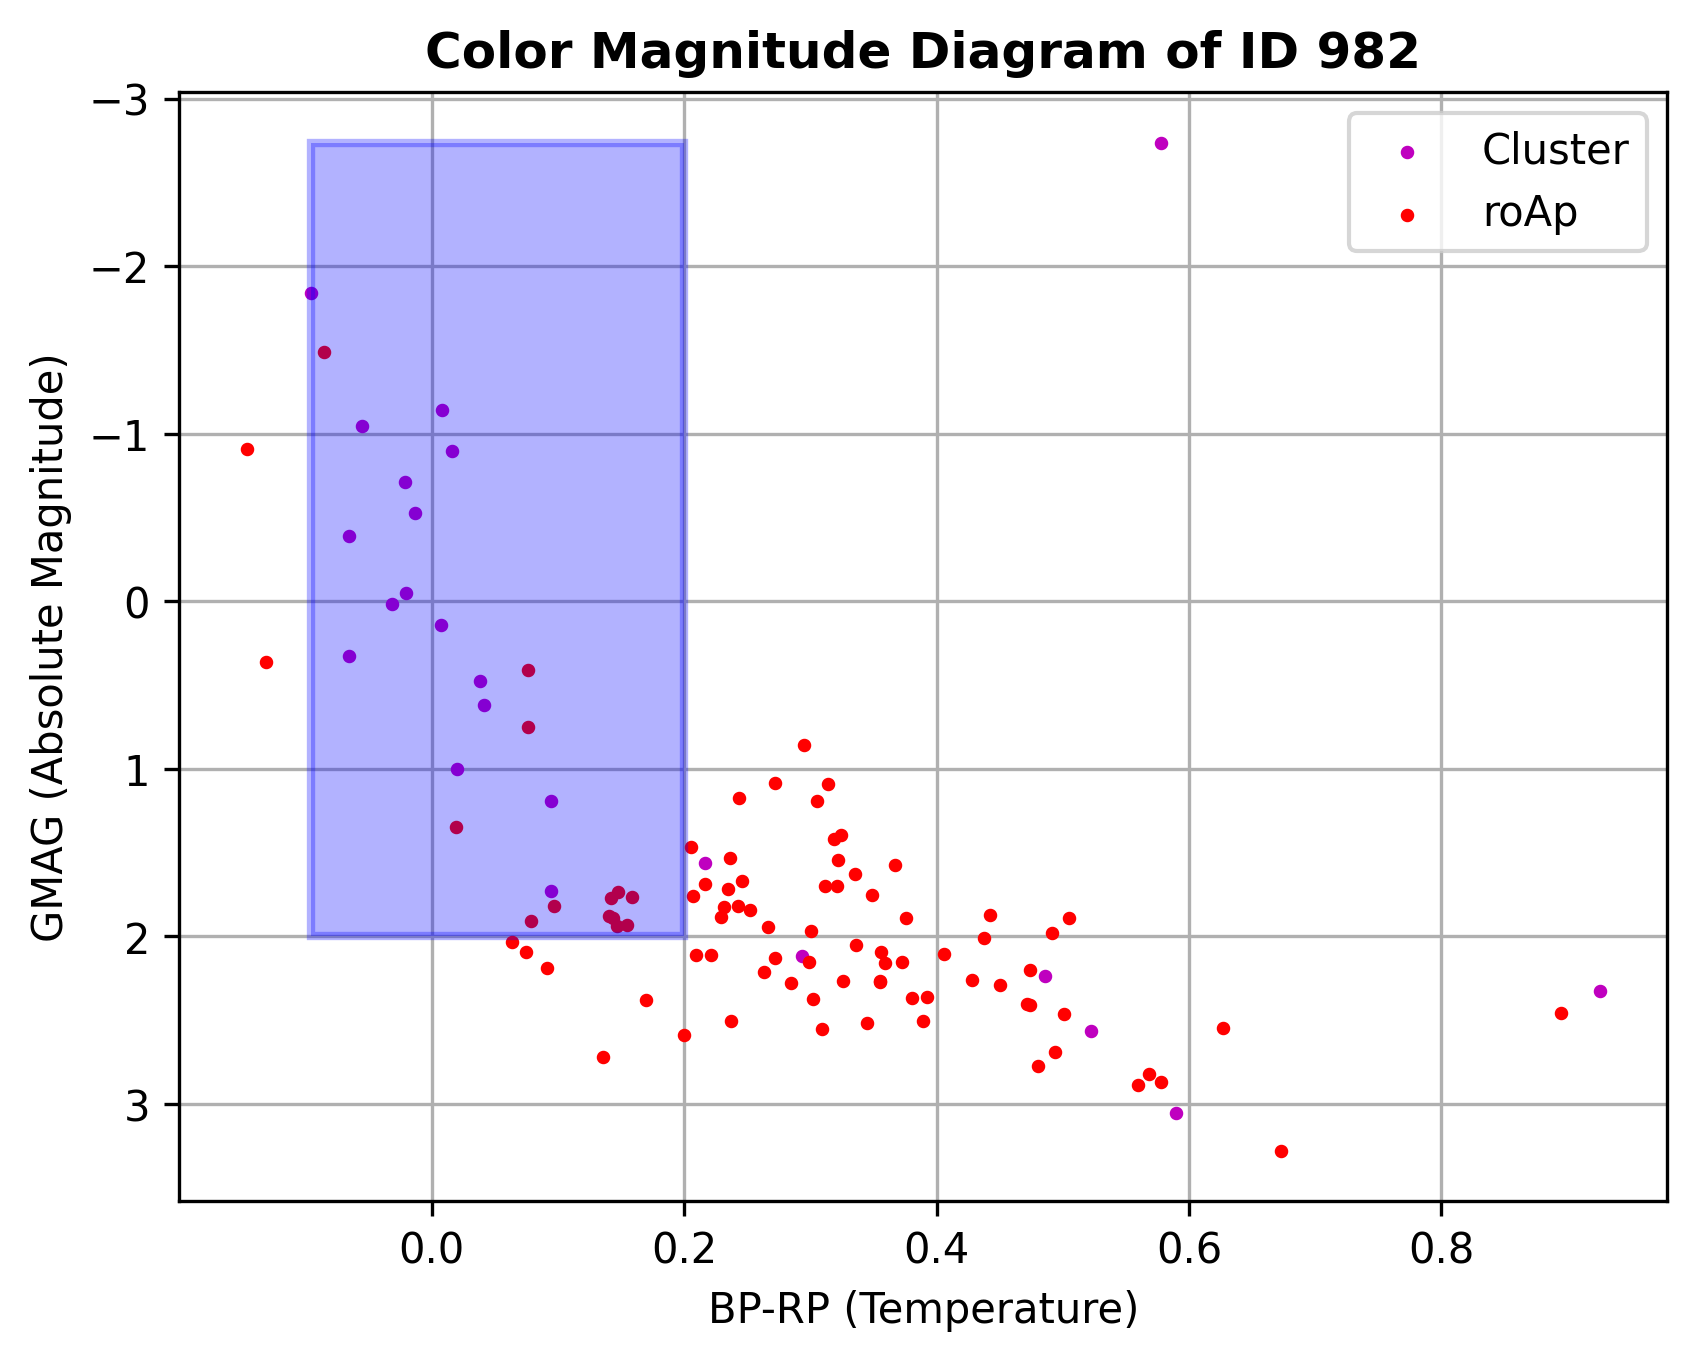 Color Magnitude Diagram of ID 982
Cluster
roAp
GMAG (Absolute Magnitude)
−3
−2
−1
0
1
2
3
0.0 0.2 0.4 0.6 0.8
BP-RP (Temperature)